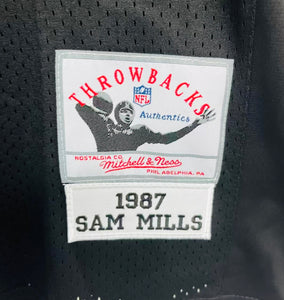 THROWBACKS
NFL
Authentics
NOSTALGIA CO.
Mitchell & Ness
PHILADELPHIA, PA
1987
SAM MILLS